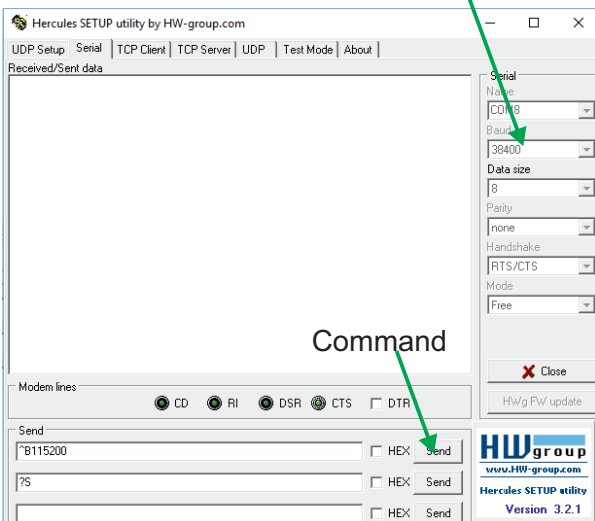 Hercules SETUP utility by HW-group.com
UDP Setup Serial TCP Client TCP Server UDP Test Mode About
Received/Sent data
Serial
Name
COM8
Baud
38400
Data size
8
Parity
none
Handshake
RTS/CTS
Mode
Free
Command
Close
HWg FW update
Modem lines
CD RI DSR CTS DTR
Send
^B115200 HEX Send
?S HEX Send
HEX Send
HWgroup
www.HW-group.com
Hercules SETUP utility
Version 3.2.1